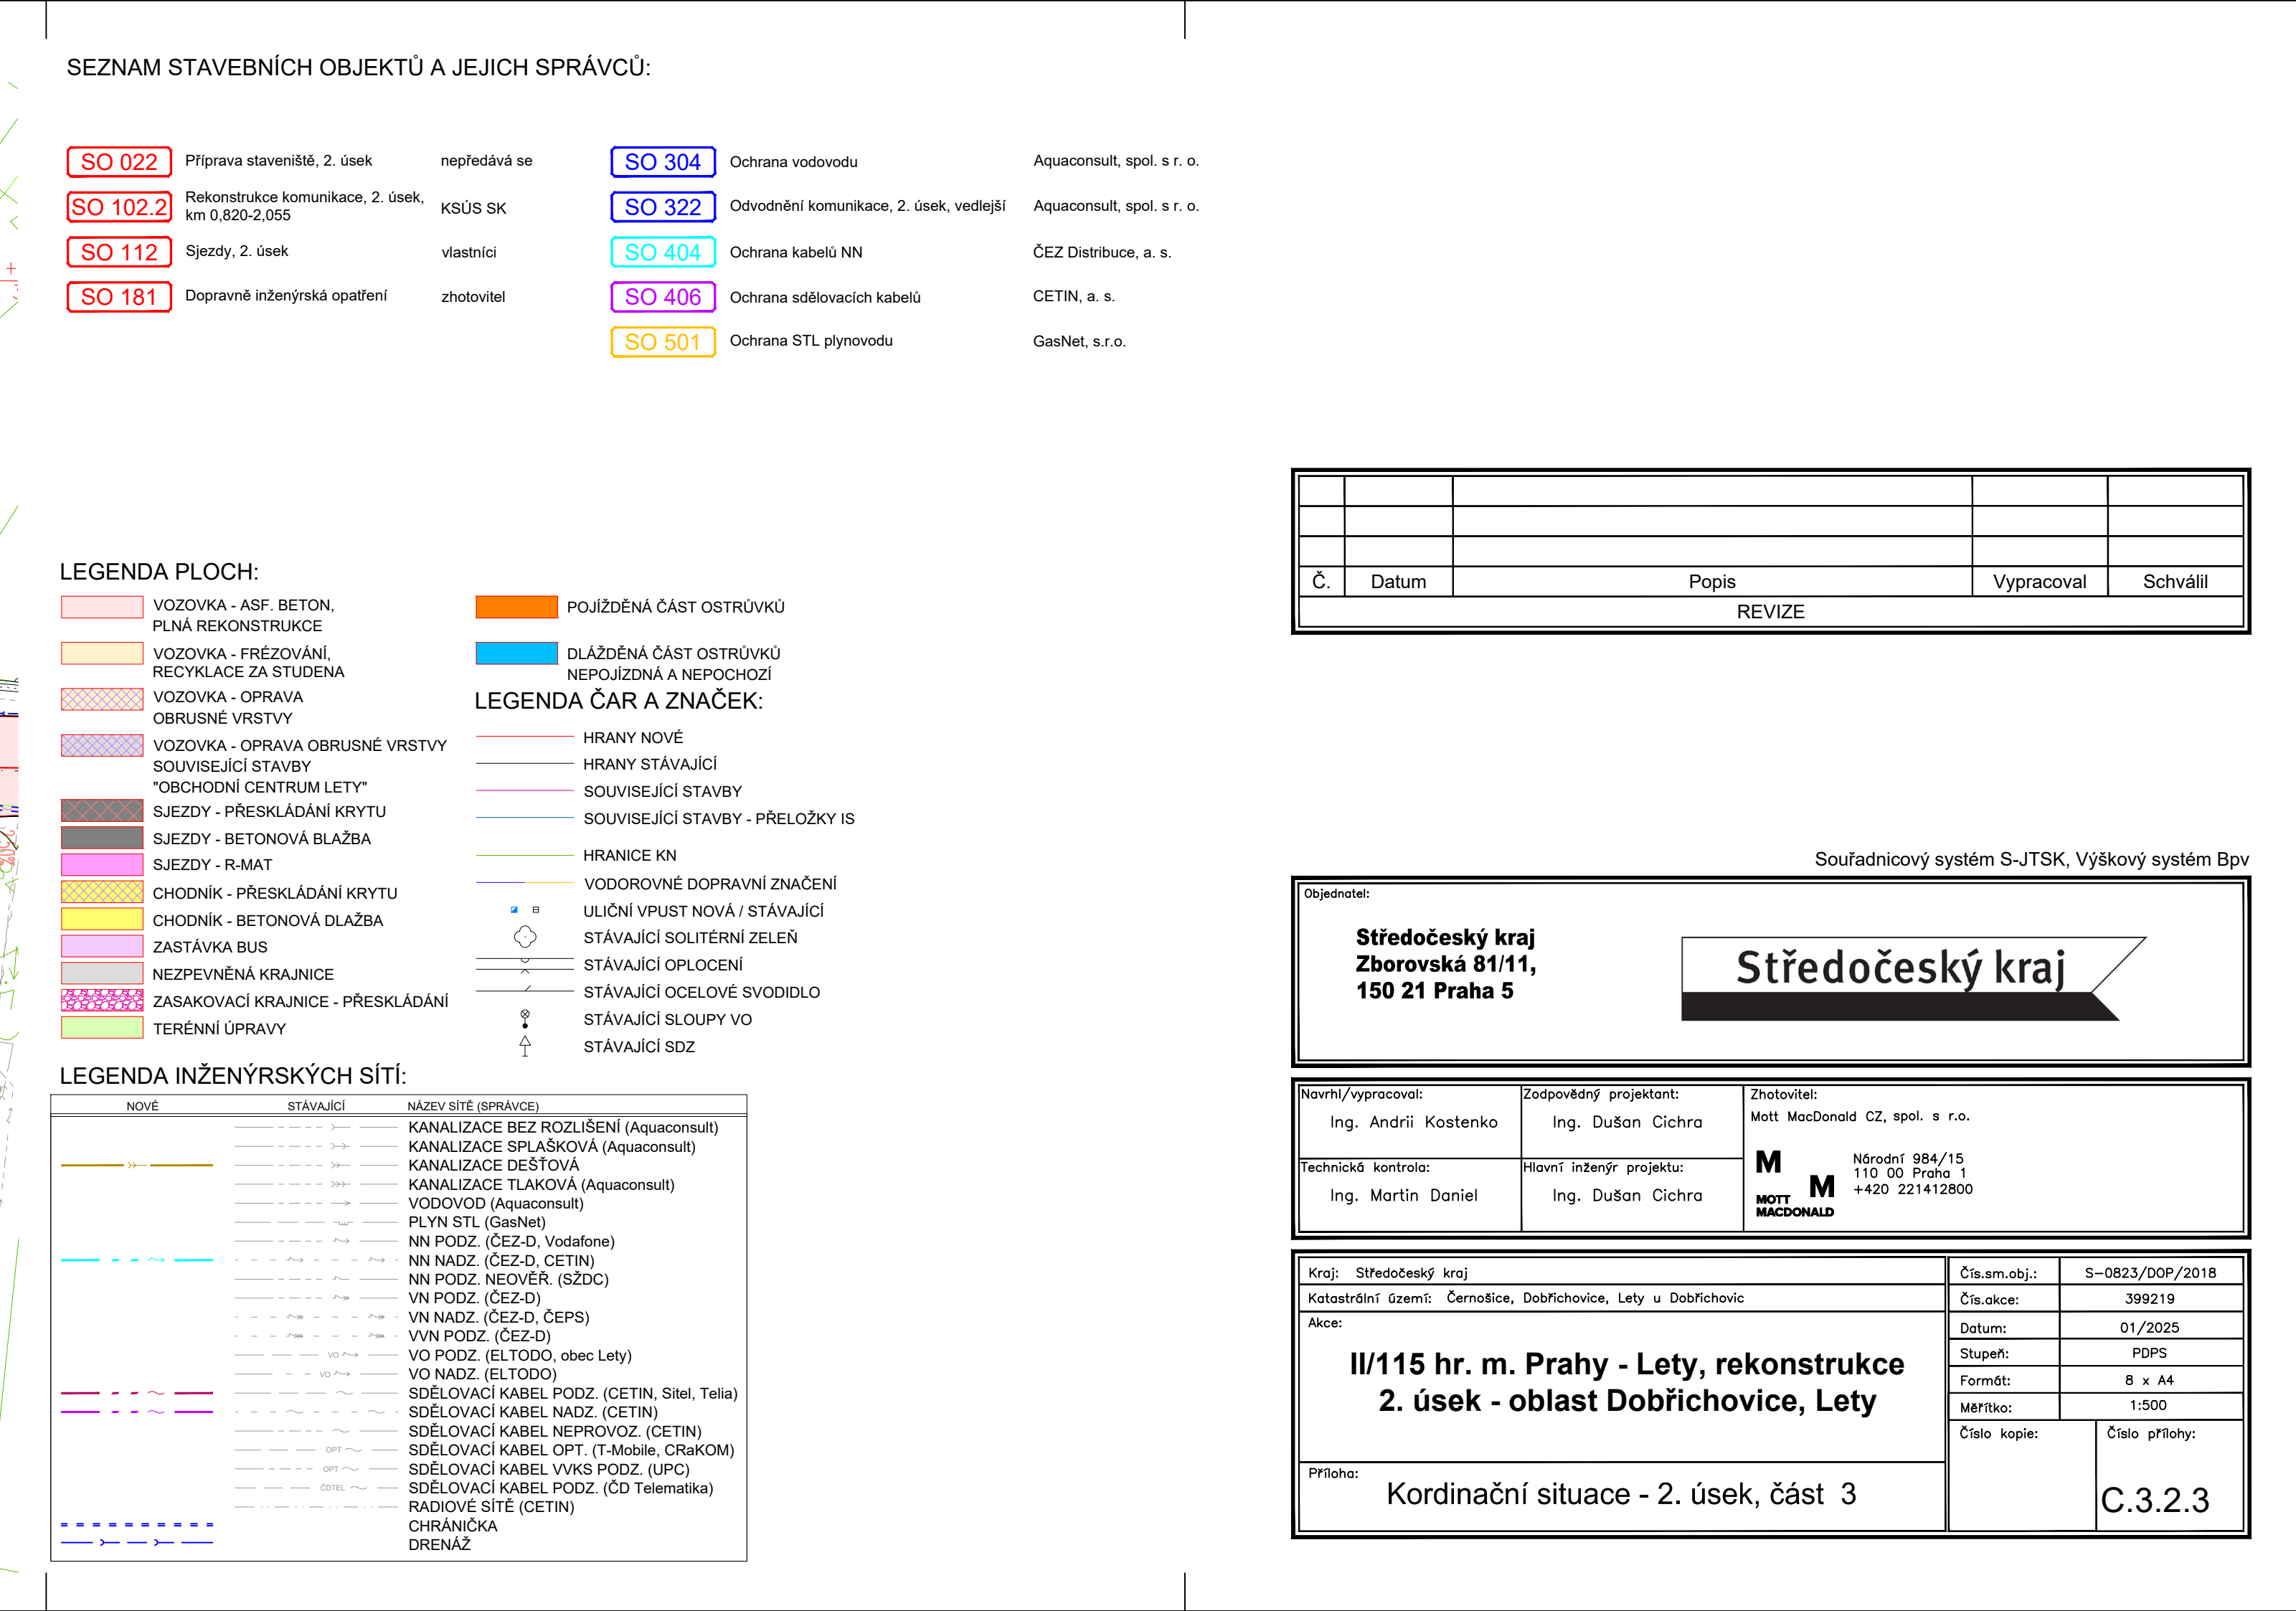 SEZNAM STAVEBNÍCH OBJEKTŮ A JEJICH SPRÁVCŮ:
SO 022 Příprava staveniště, 2. úsek nepředává se
SO 102.2 Rekonstrukce komunikace, 2. úsek,
km 0,820-2,055 KSÚS SK
SO 112 Sjezdy, 2. úsek vlastníci
SO 181 Dopravně inženýrská opatření zhotovitel
SO 304 Ochrana vodovodu Aquaconsult, spol. s r. o.
SO 322 Odvodnění komunikace, 2. úsek, vedlejší Aquaconsult, spol. s r. o.
SO 404 Ochrana kabelů NN ČEZ Distribuce, a. s.
SO 406 Ochrana sdělovacích kabelů CETIN, a. s.
SO 501 Ochrana STL plynovodu GasNet, s.r.o.
LEGENDA PLOCH:
VOZOVKA - ASF. BETON,
PLNÁ REKONSTRUKCE
VOZOVKA - FRÉZOVÁNÍ,
RECYKLACE ZA STUDENA
VOZOVKA - OPRAVA
OBRUSNÉ VRSTVY
VOZOVKA - OPRAVA OBRUSNÉ VRSTVY
SOUVISEJÍCÍ STAVBY
"OBCHODNÍ CENTRUM LETY"
SJEZDY - PŘESKLÁDÁNÍ KRYTU
SJEZDY - BETONOVÁ BLAŽBA
SJEZDY - R-MAT
CHODNÍK - PŘESKLÁDÁNÍ KRYTU
CHODNÍK - BETONOVÁ DLAŽBA
ZASTÁVKA BUS
NEZPEVNĚNÁ KRAJNICE
ZASAKOVACÍ KRAJNICE - PŘESKLÁDÁNÍ
TERÉNNÍ ÚPRAVY
POJÍŽDĚNÁ ČÁST OSTRŮVKŮ
DLÁŽDĚNÁ ČÁST OSTRŮVKŮ
NEPOJÍZDNÁ A NEPOCHOZÍ
LEGENDA ČAR A ZNAČEK:
HRANY NOVÉ
HRANY STÁVAJÍCÍ
SOUVISEJÍCÍ STAVBY
SOUVISEJÍCÍ STAVBY - PŘELOŽKY IS
HRANICE KN
VODOROVNÉ DOPRAVNÍ ZNAČENÍ
ULIČNÍ VPUST NOVÁ / STÁVAJÍCÍ
STÁVAJÍCÍ SOLITÉRNÍ ZELEŇ
STÁVAJÍCÍ OPLOCENÍ
STÁVAJÍCÍ OCELOVÉ SVODIDLO
STÁVAJÍCÍ SLOUPY VO
STÁVAJÍCÍ SDZ
LEGENDA INŽENÝRSKÝCH SÍTÍ:
NOVÉ STÁVAJÍCÍ NÁZEV SÍTĚ (SPRÁVCE)
KANALIZACE BEZ ROZLIŠENÍ (Aquaconsult)
KANALIZACE SPLAŠKOVÁ (Aquaconsult)
KANALIZACE DEŠŤOVÁ
KANALIZACE TLAKOVÁ (Aquaconsult)
VODOVOD (Aquaconsult)
PLYN STL (GasNet)
NN PODZ. (ČEZ-D, Vodafone)
NN NADZ. (ČEZ-D, CETIN)
NN PODZ. NEOVĚŘ. (SŽDC)
VN PODZ. (ČEZ-D)
VN NADZ. (ČEZ-D, ČEPS)
VVN PODZ. (ČEZ-D)
VO VO PODZ. (ELTODO, obec Lety)
VO VO NADZ. (ELTODO)
SDĚLOVACÍ KABEL PODZ. (CETIN, Sitel, Telia)
SDĚLOVACÍ KABEL NADZ. (CETIN)
SDĚLOVACÍ KABEL NEPROVOZ. (CETIN)
OPT SDĚLOVACÍ KABEL OPT. (T-Mobile, CRaKOM)
OPT SDĚLOVACÍ KABEL VVKS PODZ. (UPC)
ČDTEL SDĚLOVACÍ KABEL PODZ. (ČD Telematika)
RADIOVÉ SÍTĚ (CETIN)
CHRÁNIČKA
DRENÁŽ
Č. Datum Popis Vypracoval Schválil
REVIZE
Souřadnicový systém S-JTSK, Výškový systém Bpv
Objednatel:
Středočeský kraj
Zborovská 81/11,
150 21 Praha 5
Středočeský kraj
Navrhl/vypracoval:
Ing. Andrii Kostenko
Zodpovědný projektant:
Ing. Dušan Cichra
Technická kontrola:
Ing. Martin Daniel
Hlavní inženýr projektu:
Ing. Dušan Cichra
Zhotovitel:
Mott MacDonald CZ, spol. s r.o.
M
M
MOTT
MACDONALD
Národní 984/15
110 00 Praha 1
+420 221412800
Kraj: Středočeský kraj
Katastrální území: Černošice, Dobřichovice, Lety u Dobřichovic
Akce:
II/115 hr. m. Prahy - Lety, rekonstrukce
2. úsek - oblast Dobřichovice, Lety
Příloha:
Kordinační situace - 2. úsek, část 3
Čís.sm.obj.: S-0823/DOP/2018
Čís.akce: 399219
Datum: 01/2025
Stupeň: PDPS
Formát: 8 x A4
Měřítko: 1:500
Číslo kopie:
Číslo přílohy:
C.3.2.3